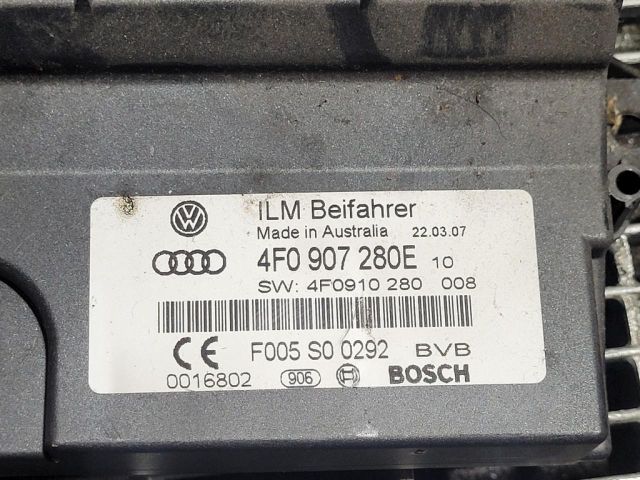 ILM Beifahrer
Made in Australia 22.03.07
4F0 907 280E 10
SW: 4F0910 280 008
F005 S0 0292 BVB
CE
0016802 906 BOSCH